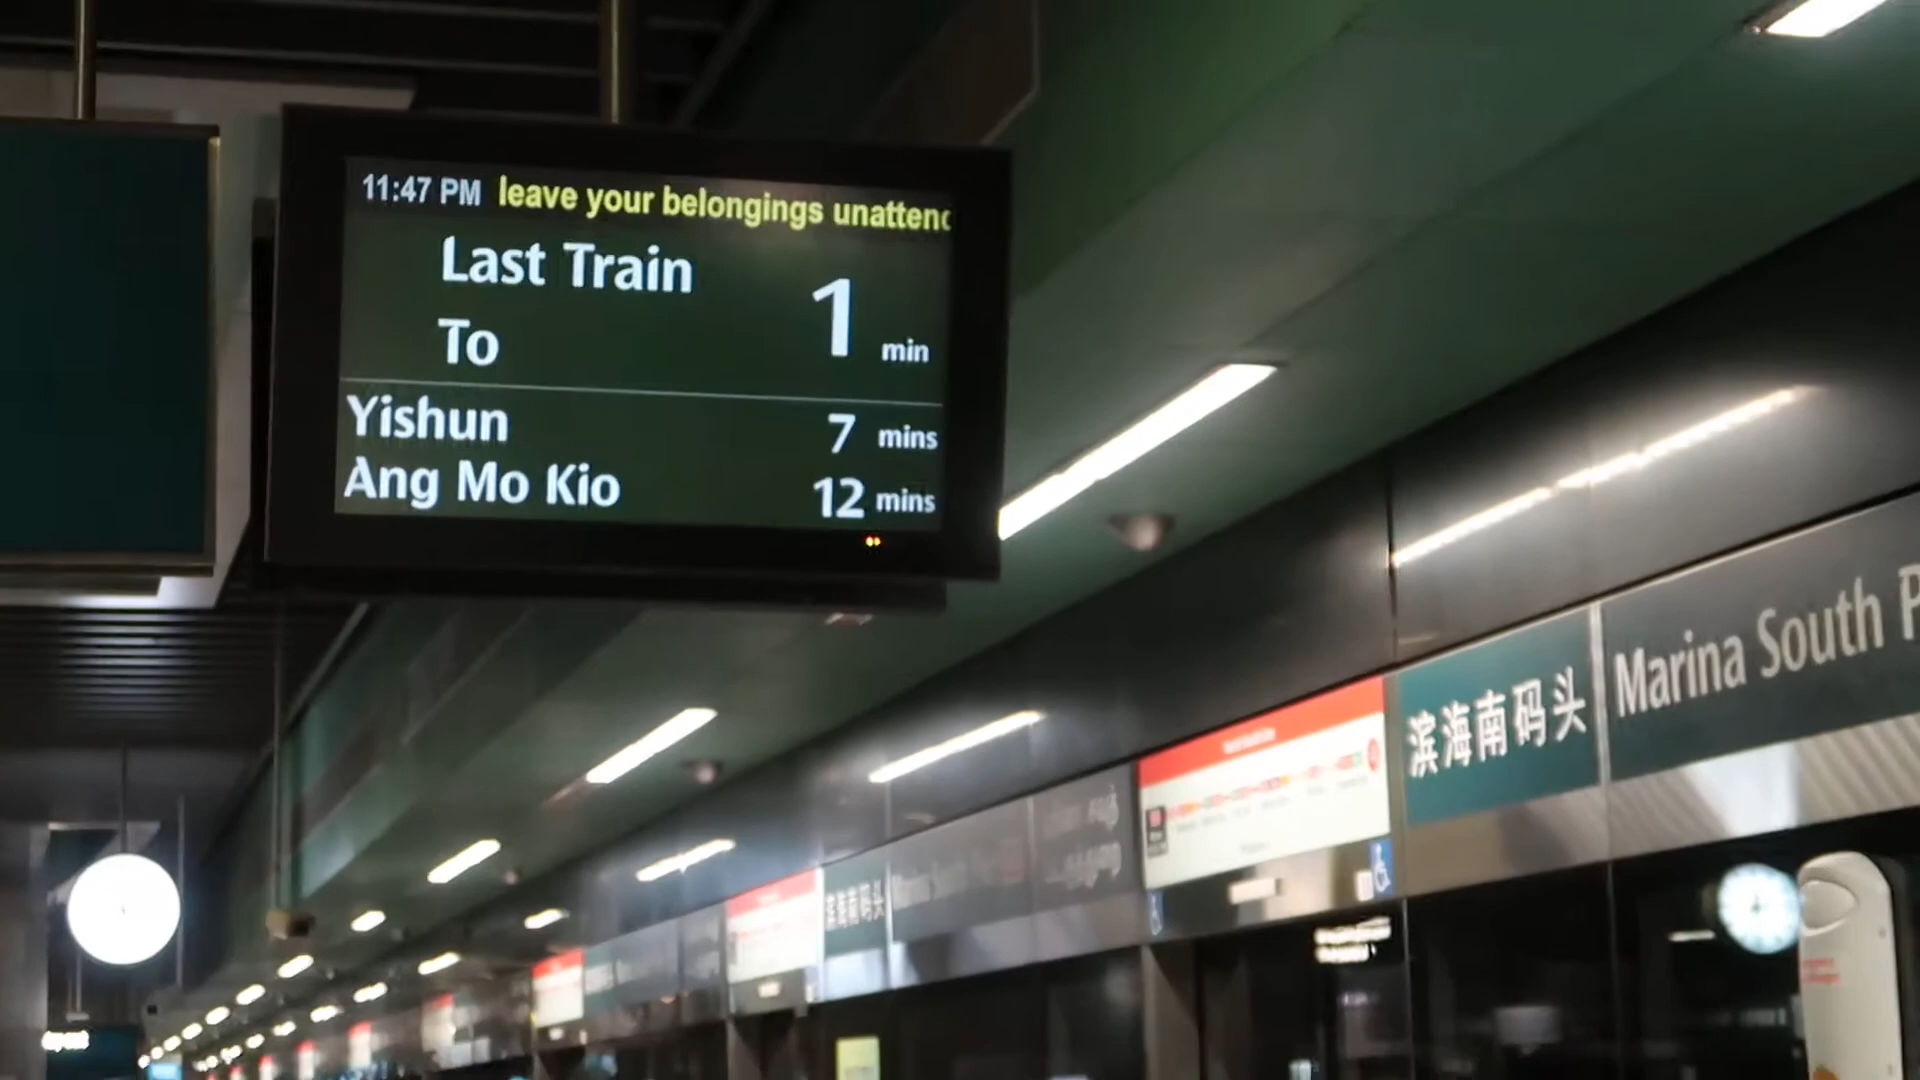 11:47 PM leave your belongings unattend
Last Train
To
1 min
Yishun 7 mins
Ang Mo Kio 12 mins
滨海南码头 Marina South P